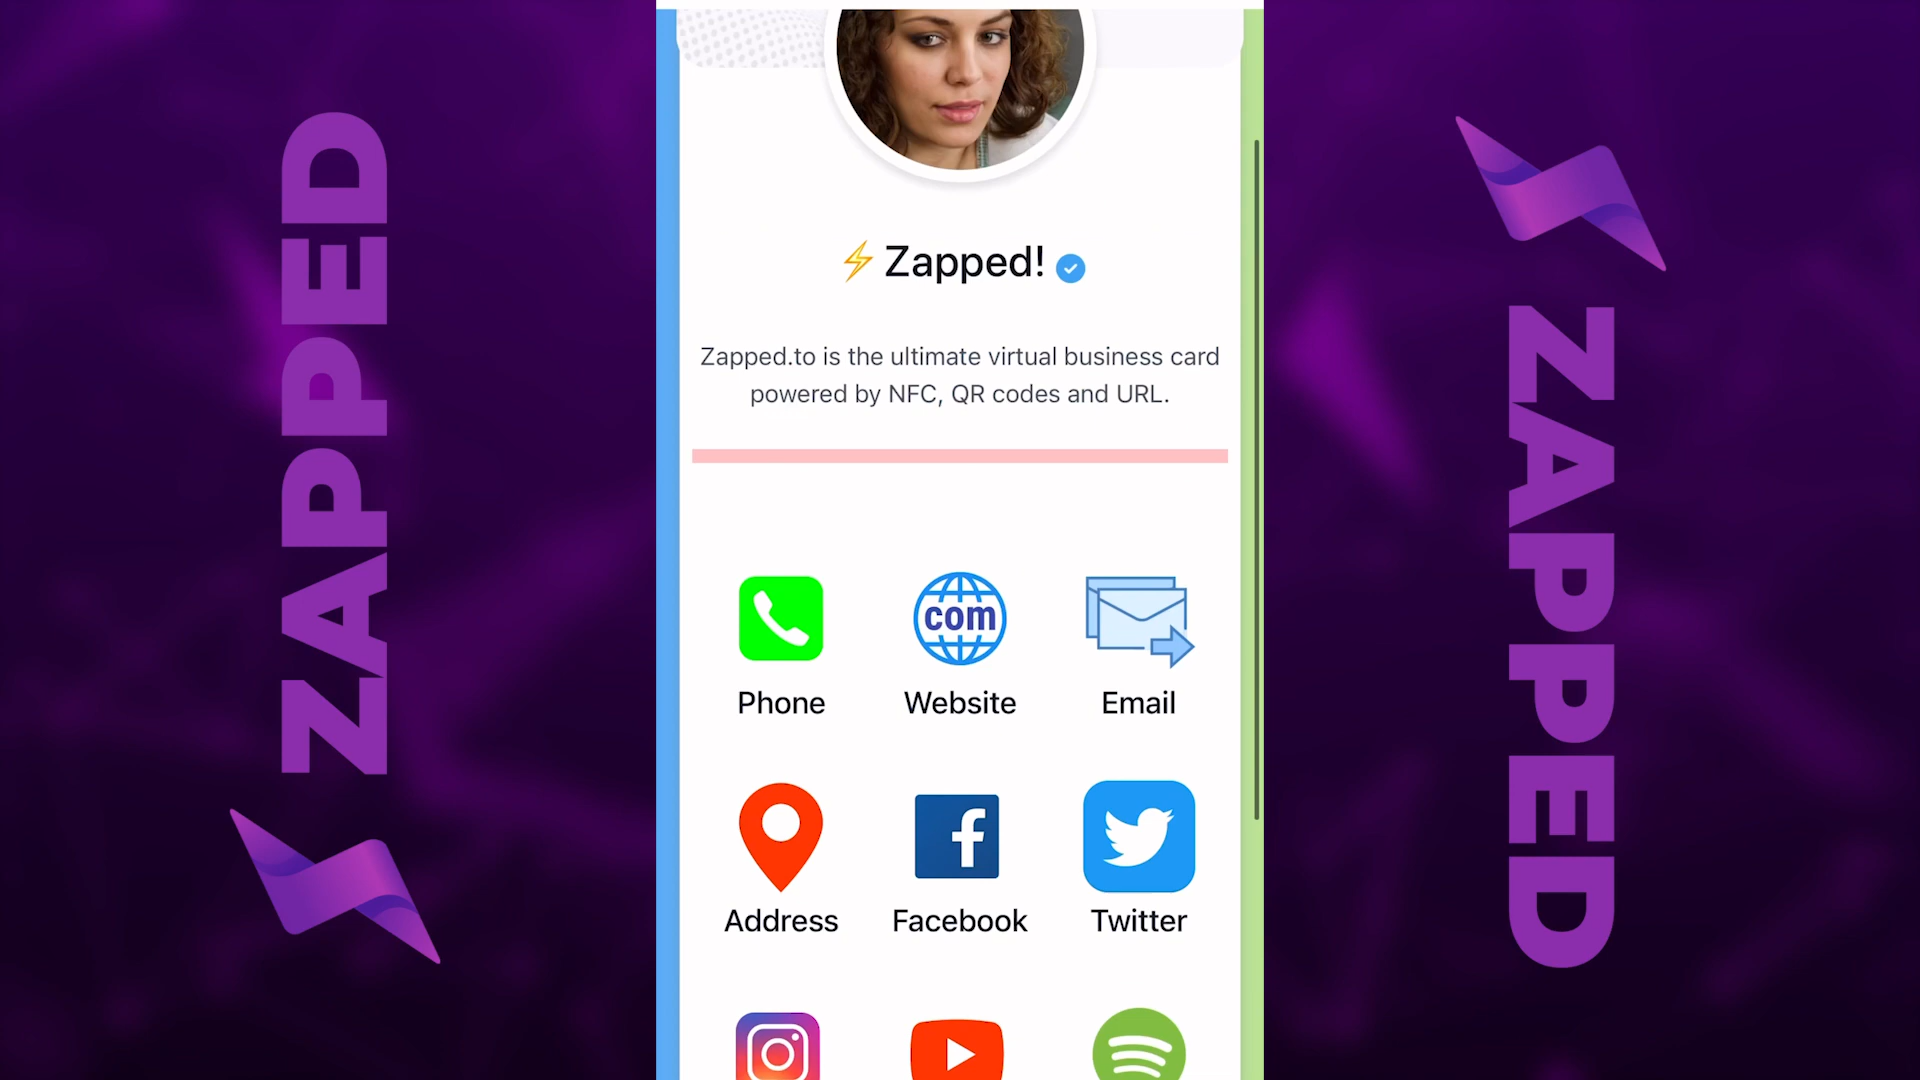 ZAPPED
⚡ Zapped!
Zapped.to is the ultimate virtual business card
powered by NFC, QR codes and URL.
com
Phone
Website
Email
Address
Facebook
Twitter
ZAPPED